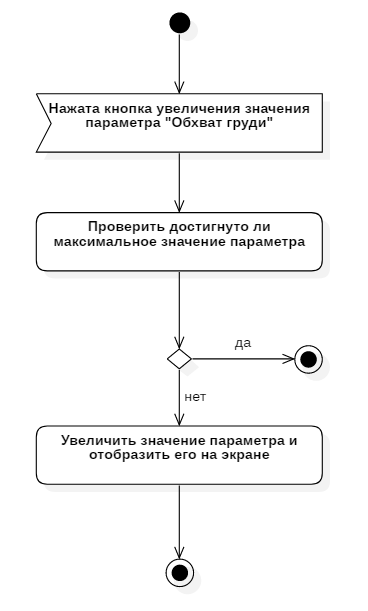 Нажата кнопка увеличения значения
параметра "Обхват груди"
Проверить достигнуто ли
максимальное значение параметра
да
нет
Увеличить значение параметра и
отобразить его на экране